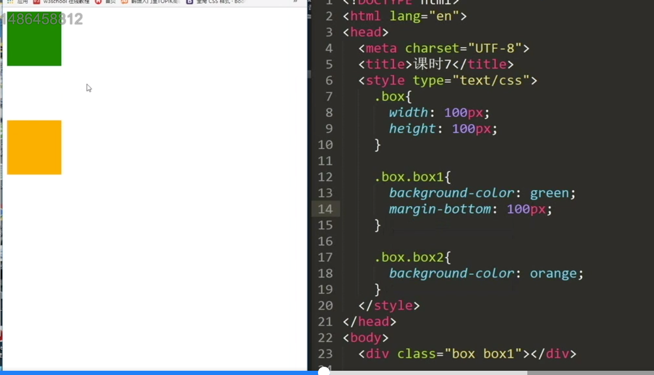 1486458812
1 <!DOCTYPE html>
2 <html lang="en">
3 <head>
4 <meta charset="UTF-8">
5 <title>课时7</title>
6 <style type="text/css">
7 .box{
8 width: 100px;
9 height: 100px;
10 }
11
12 .box.box1{
13 background-color: green;
14 margin-bottom: 100px;
15 }
16
17 .box.box2{
18 background-color: orange;
19 }
20 </style>
21 </head>
22 <body>
23 <div class="box box1"></div>